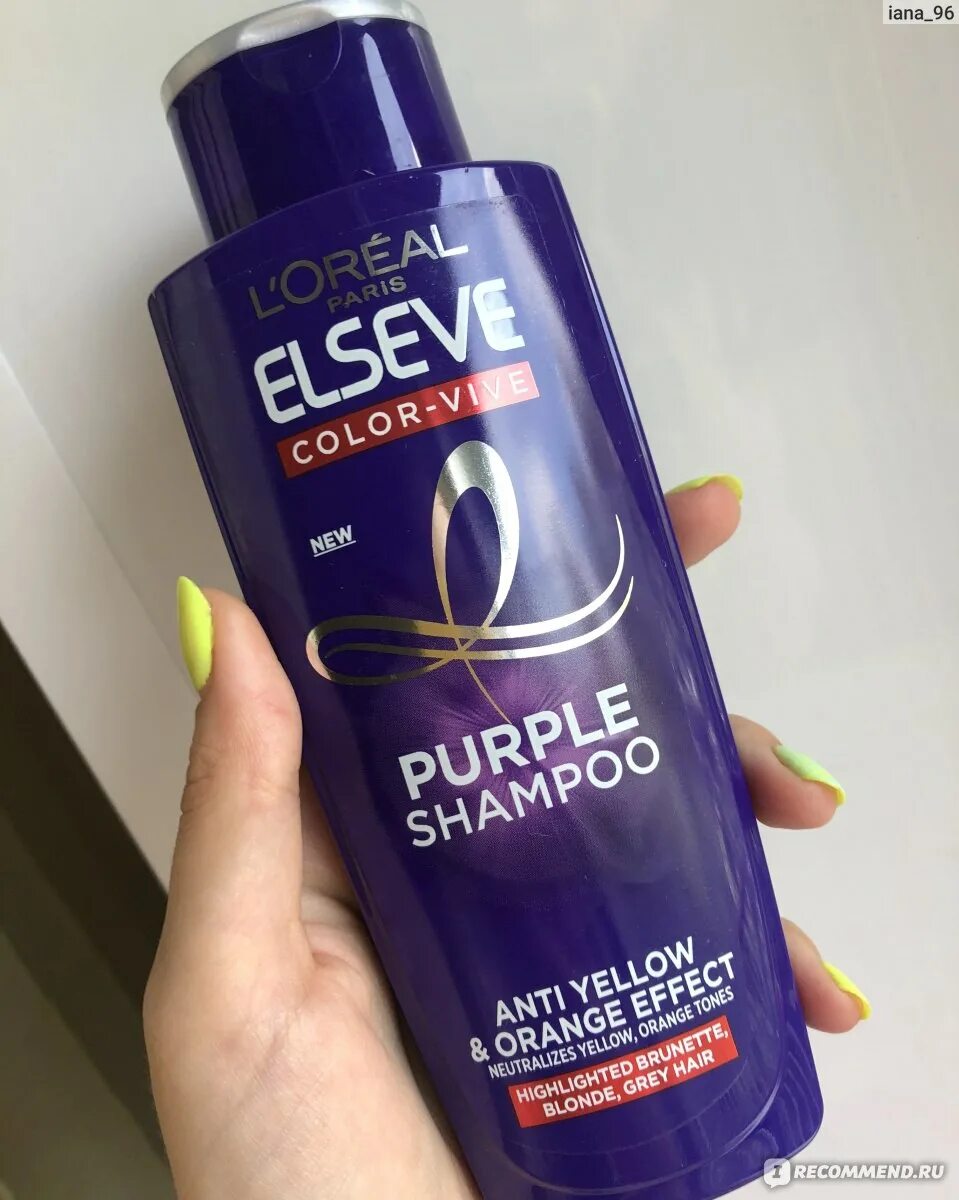 iana_96
L'ORÉAL
PARIS
ELSEVE
COLOR-VIVE
NEW
PURPLE
SHAMPOO
ANTI YELLOW
& ORANGE EFFECT
NEUTRALIZES YELLOW, ORANGE TONES
HIGHLIGHTED BRUNETTE,
BLONDE, GREY HAIR
IRECOMMEND.RU